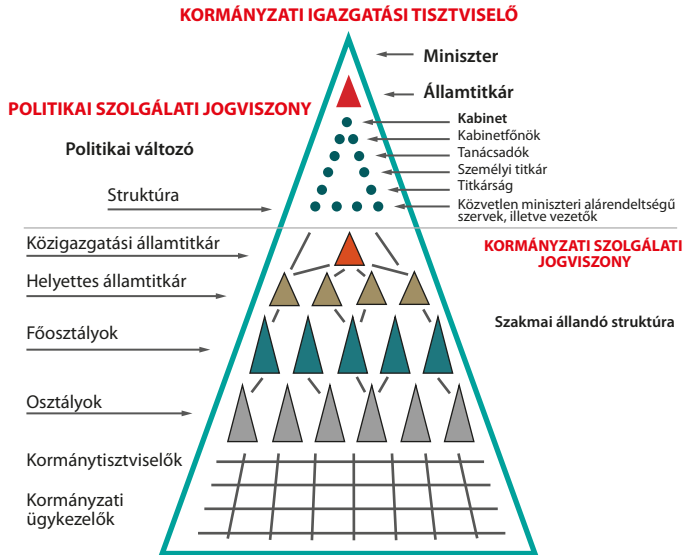 KORMÁNYZATI IGAZGATÁSI TISZTVISELŐ
Miniszter
Államtitkár
POLITIKAI SZOLGÁLATI JOGVISZONY
Kabinet
Kabinetfőnök
Politikai változó
Tanácsadók
Személyi titkár
Titkárság
Struktúra
Közvetlen miniszteri alárendeltségű
szervek, illetve vezetők
Közigazgatási államtitkár
KORMÁNYZATI SZOLGÁLATI
JOGVISZONY
Helyettes államtitkár
Szakmai állandó struktúra
Főosztályok
Osztályok
Kormánytisztviselők
Kormányzati
ügykezelők